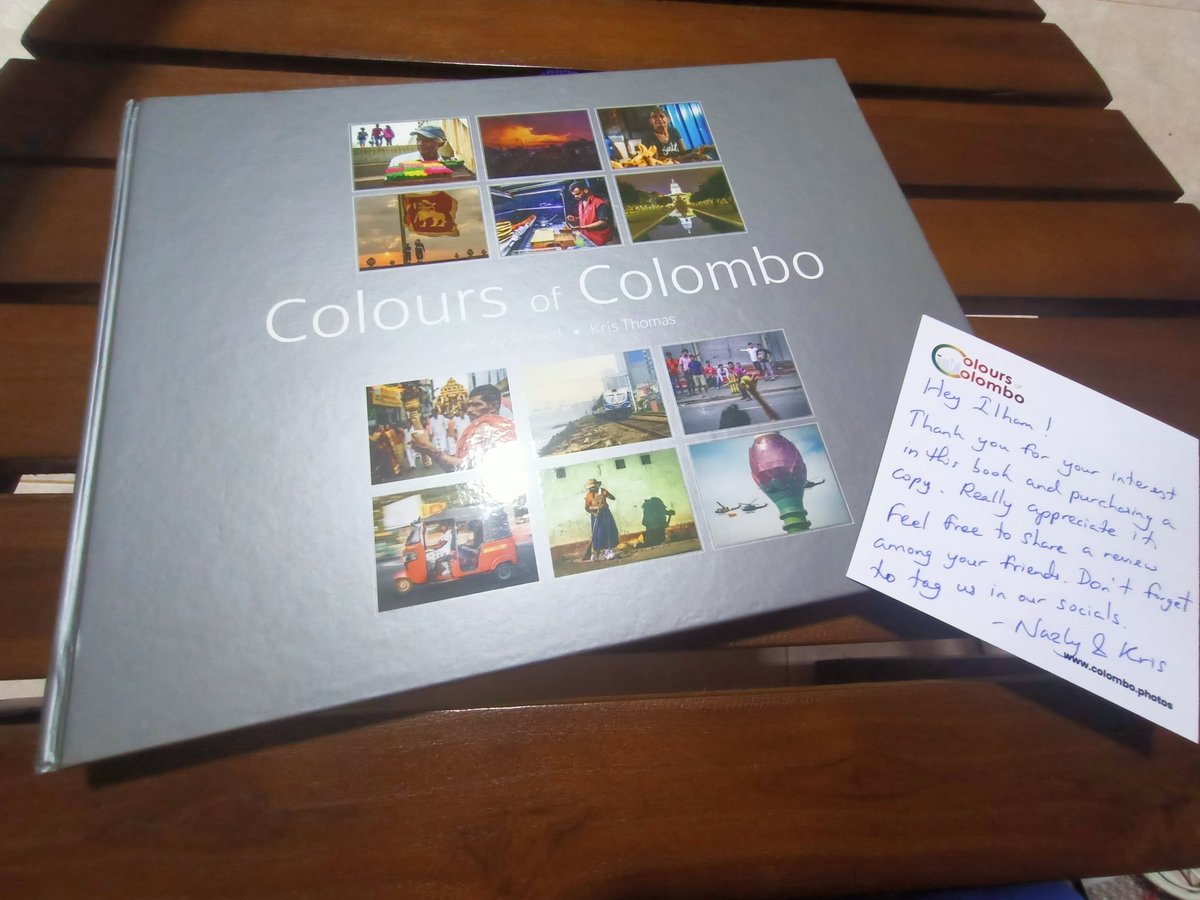 Colours of Colombo
Nazly Ahmed • Kris Thomas
Colours of
Colombo
Hey Ilham!
Thank you for your interest
in this book and purchasing a
copy. Really appreciate it.
Feel free to share a review
among your friends. Don't forget
to tag us in our socials.
- Nazly & Kris
www.colombo.photos